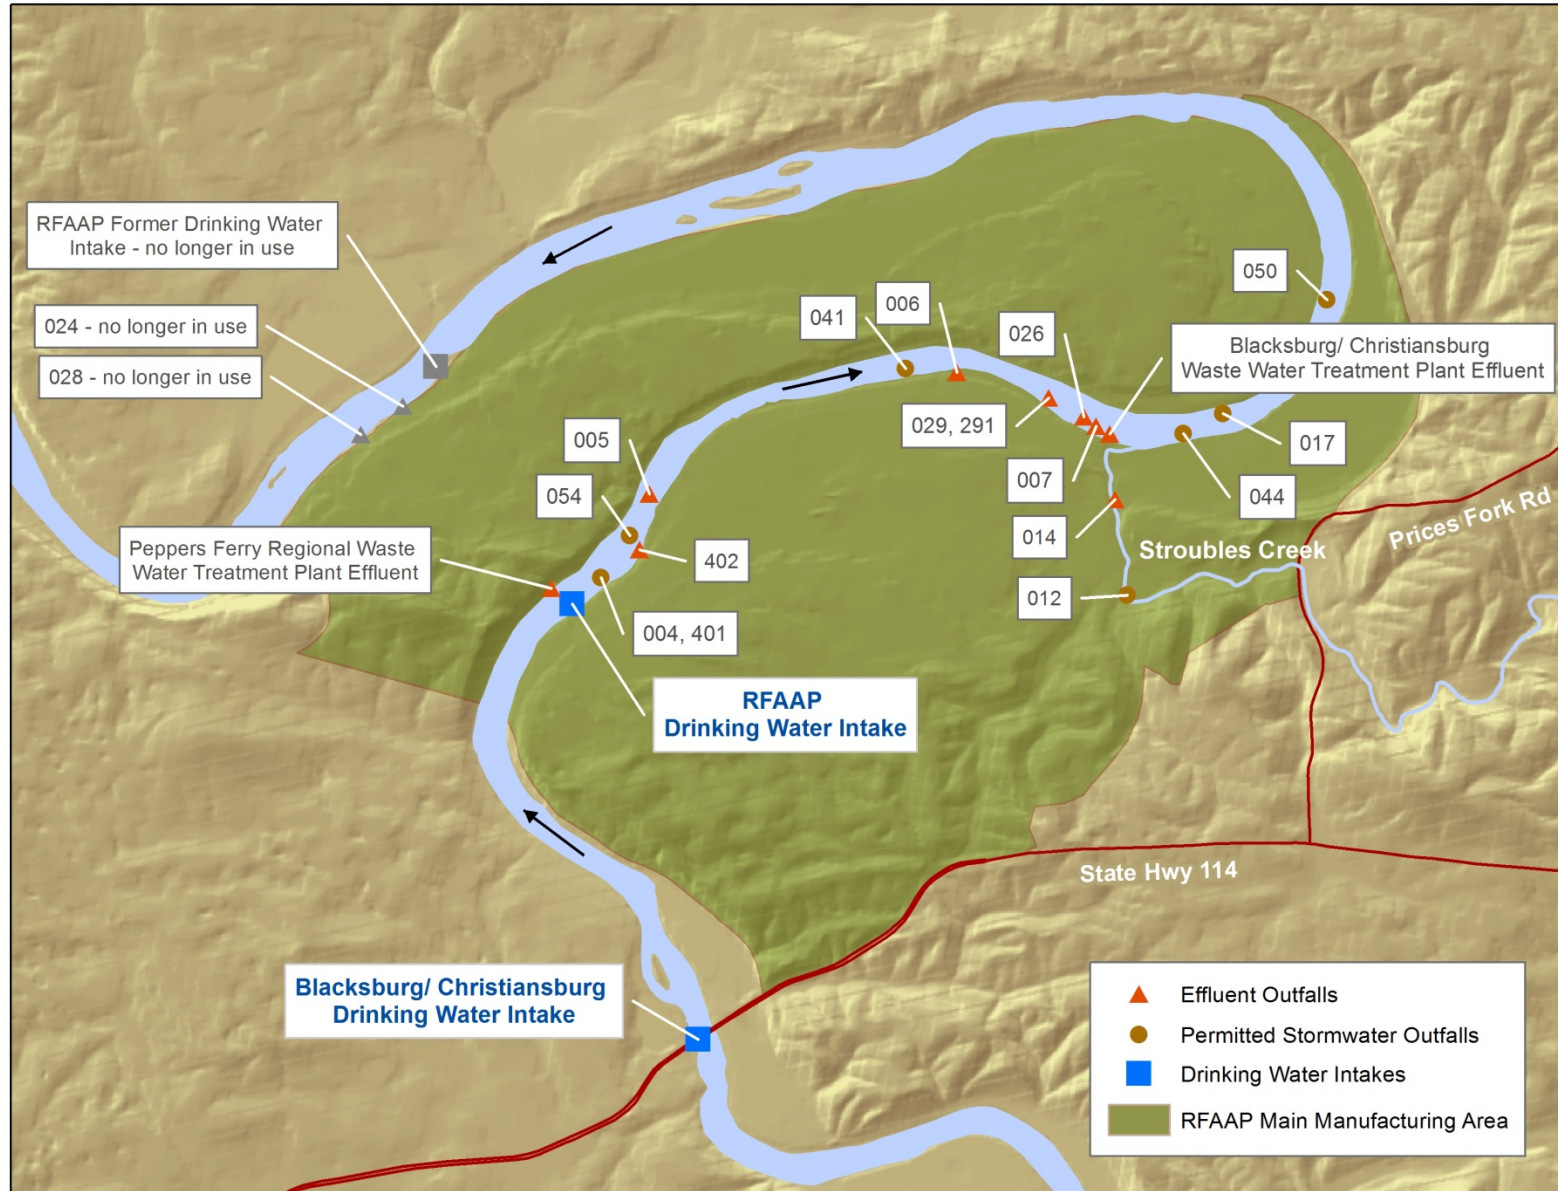 RFAAP Former Drinking Water
Intake - no longer in use
024 - no longer in use
028 - no longer in use
050
041
006
026
Blacksburg/ Christiansburg
Waste Water Treatment Plant Effluent
029, 291
017
005
007
044
054
014
Prices Fork Rd
Peppers Ferry Regional Waste
Water Treatment Plant Effluent
402
Stroubles Creek
012
004, 401
RFAAP
Drinking Water Intake
State Hwy 114
Blacksburg/ Christiansburg
Drinking Water Intake
Effluent Outfalls
Permitted Stormwater Outfalls
Drinking Water Intakes
RFAAP Main Manufacturing Area